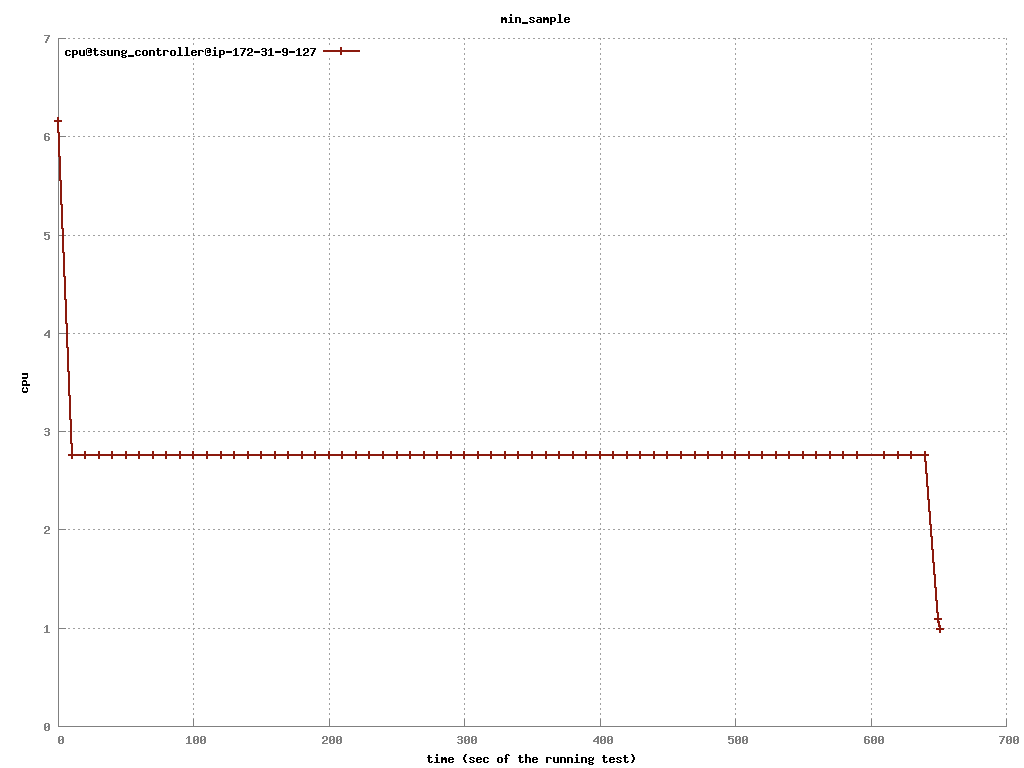 min_sample
7
cpu@tsung_controller@ip-172-31-9-127
6
5
4
cpu
3
2
1
0
0 100 200 300 400 500 600 700
time (sec of the running test)